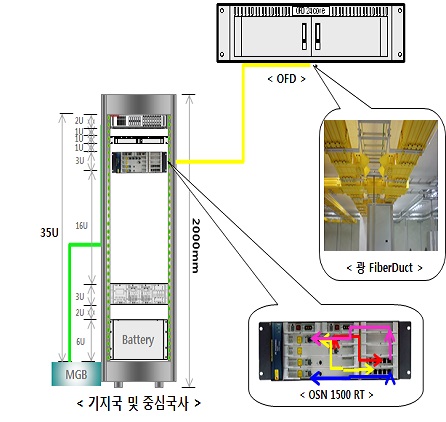 < OFD >
2U
1U
1U
1U
3U
35U
16U
2000mm
< 광 FiberDuct >
3U
2U
6U
Battery
MGB
< OSN 1500 RT >
< 기지국 및 중심국사 >